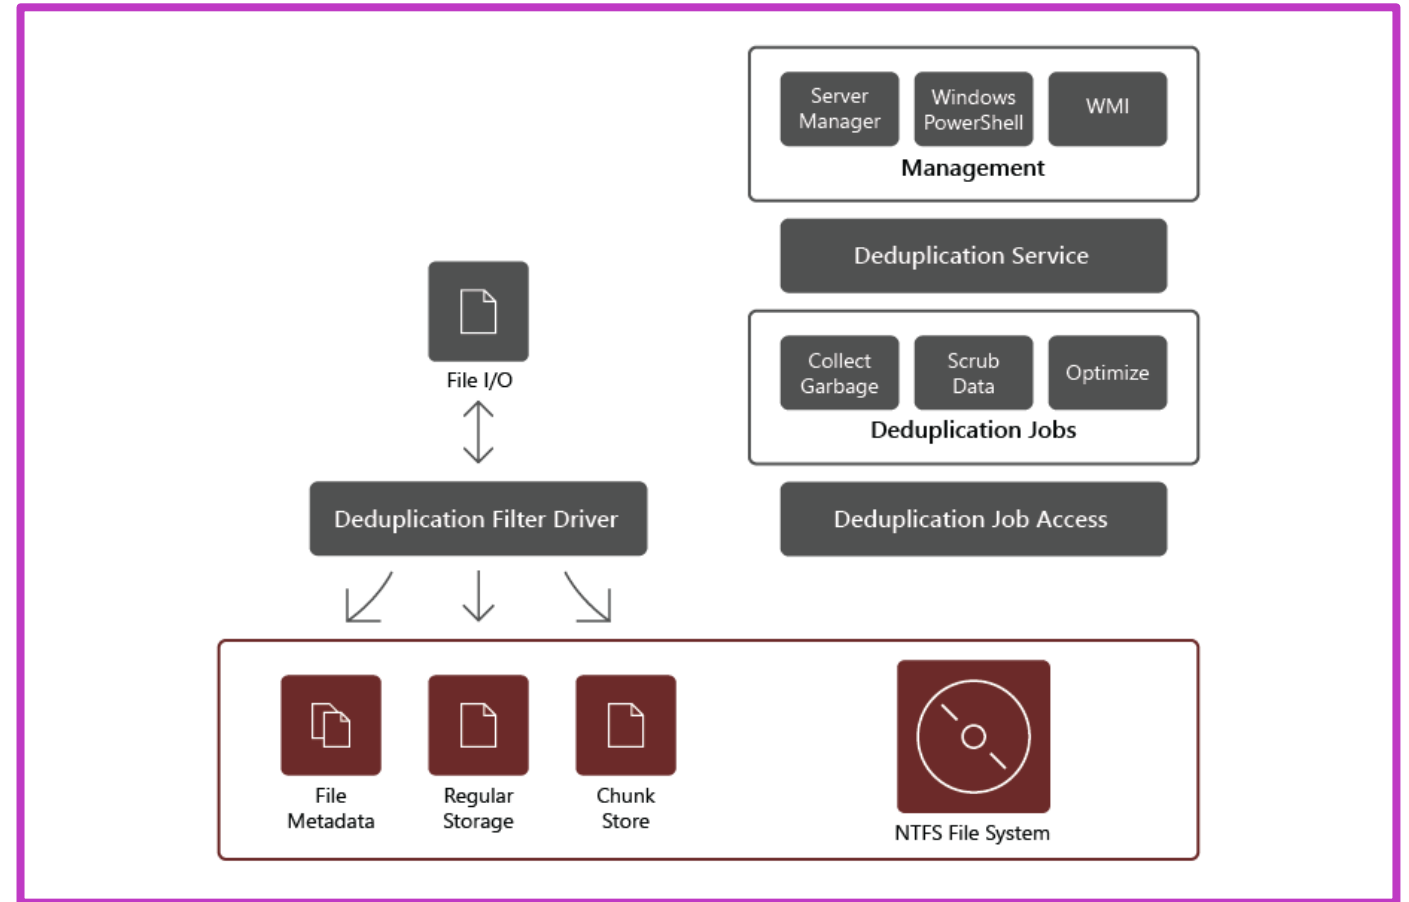 Server
Manager
Windows
PowerShell
WMI
Management
Deduplication Service
File I/O
Collect
Garbage
Scrub
Data
Optimize
Deduplication Jobs
Deduplication Filter Driver
Deduplication Job Access
File
Metadata
Regular
Storage
Chunk
Store
NTFS File System